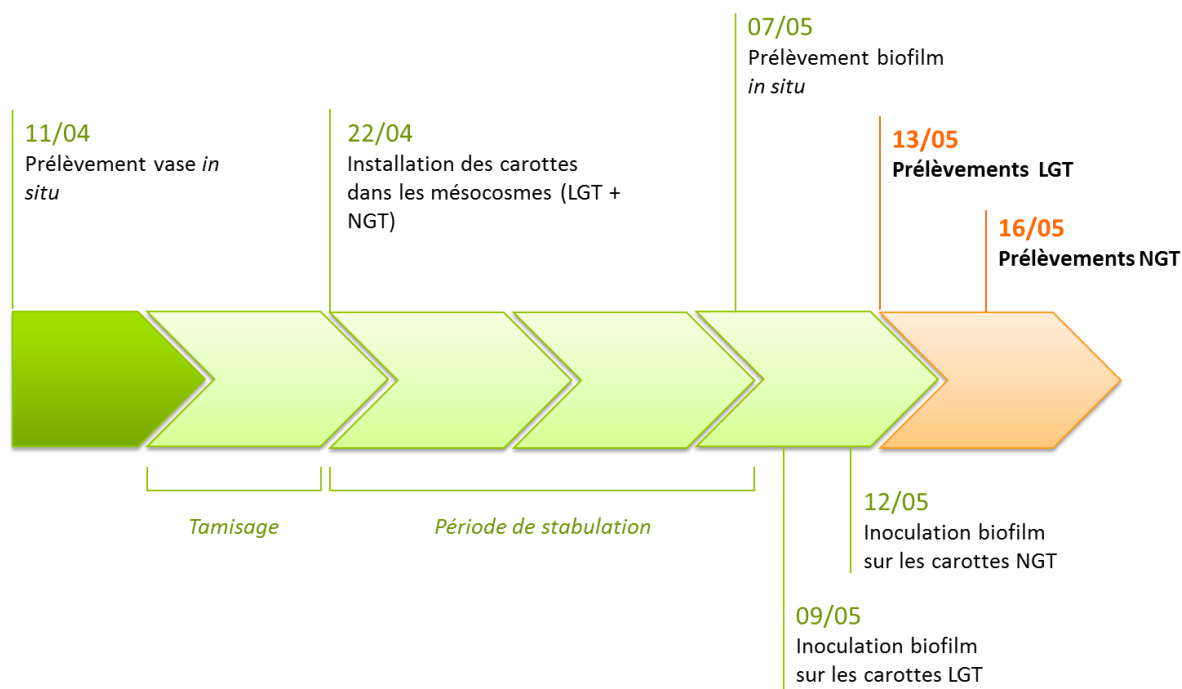 07/05
Prélèvement biofilm
in situ
11/04
Prélèvement vase in
situ
22/04
Installation des carottes
dans les mésocosmes (LGT +
NGT)
13/05
Prélèvements LGT
16/05
Prélèvements NGT
Tamisage
Période de stabulation
12/05
Inoculation biofilm
sur les carottes NGT
09/05
Inoculation biofilm
sur les carottes LGT